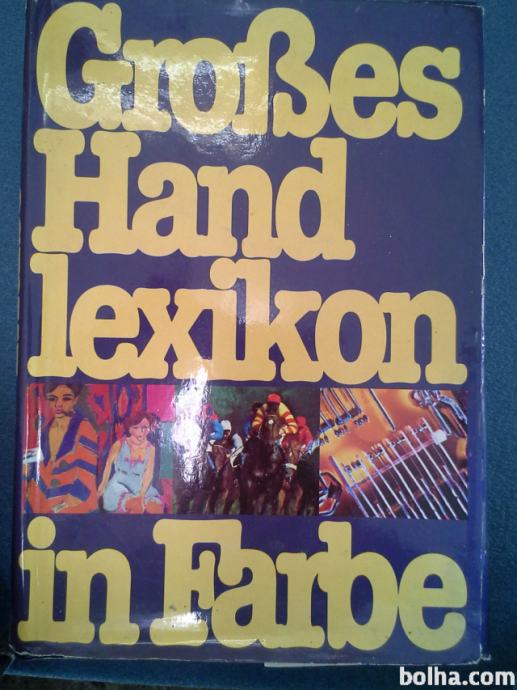 Großes
Hand
lexikon
in Farbe
bolha.com